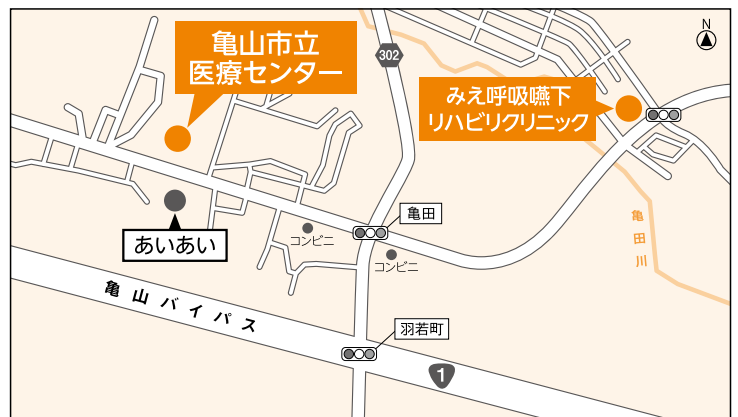 亀山市立
医療センター
302
N
みえ呼吸嚥下
リハビリクリニック
亀田
亀田川
コンビニ
コンビニ
あいあい
亀山バイパス
羽若町
1